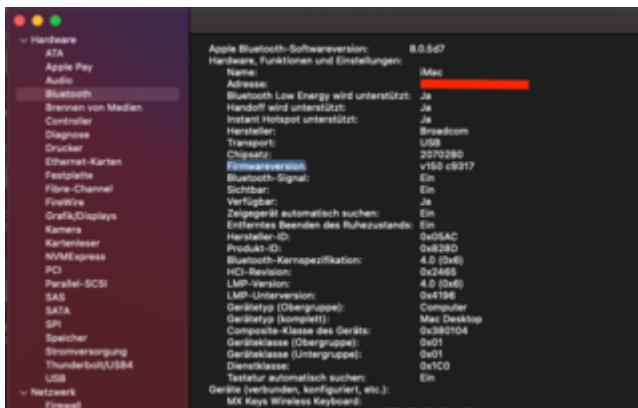 Hardware
ATA
Apple Pay
Audio
Bluetooth
Brennen von Medien
Controller
Diagnose
Drucker
Ethernet-Karten
Festplatte
Fibre-Channel
FireWire
Grafik/Displays
Kamera
Kartenleser
NVMExpress
PCI
Parallel-SCSI
SAS
SATA
SPI
Speicher
Stromversorgung
Thunderbolt/USB4
USB
Netzwerk
Firewall
Apple Bluetooth-Softwareversion: 8.0.5d7
Hardware, Funktionen und Einstellungen:
Name: iMac
Adresse:
Bluetooth Low Energy wird unterstützt: Ja
Handoff wird unterstützt: Ja
Instant Hotspot unterstützt: Ja
Hersteller: Broadcom
Transport: USB
Chipsatz: 2070280
Firmwareversion: v150 c9317
Bluetooth-Signal: Ein
Sichtbar: Ein
Verfügbar: Ja
Zeigegerät automatisch suchen: Ein
Entferntes Beenden des Ruhezustands: Ein
Hersteller-ID: 0x05AC
Produkt-ID: 0x828D
Bluetooth-Kernspezifikation: 4.0 (0x6)
HCI-Revision: 0x2465
LMP-Version: 4.0 (0x6)
LMP-Unterversion: 0x4196
Gerätetyp (Obergruppe): Computer
Gerätetyp (komplett): Mac Desktop
Composite-Klasse des Geräts: 0x380104
Geräteklasse (Obergruppe): 0x01
Geräteklasse (Untergruppe): 0x01
Dienstklasse: 0x1C0
Tastatur automatisch suchen: Ein
Geräte (verbunden, konfiguriert, etc.):
MX Keys Wireless Keyboard: